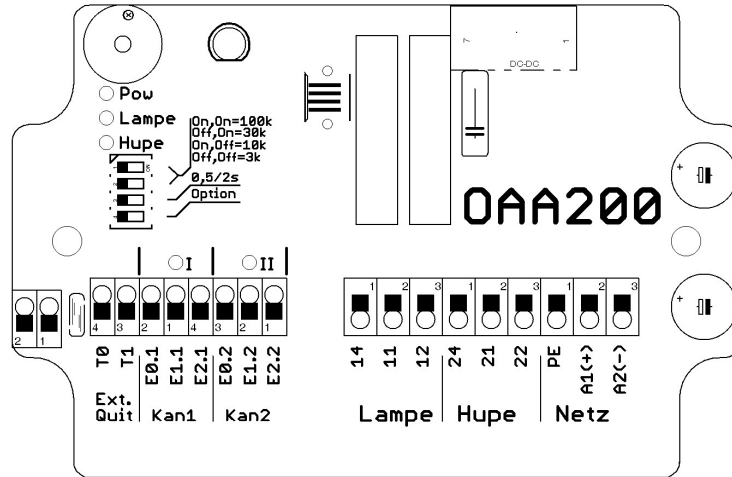 7
1
DC-DC
Pow
Lampe
Hupe
On,On=100k
Off,On=30k
On,Off=10k
Off,Off=3k
0,5/2s
Option
OAA200
I
II
2
1
4
3
2
1
4
3
2
1
1
2
3
1
2
3
1
2
3
T0
T1
E0.1
E1.1
E2.1
E0.2
E1.2
E2.2
14
11
12
24
21
22
PE
A1(+)
A2(-)
Ext.
Quit
Kan1
Kan2
Lampe
Hupe
Netz